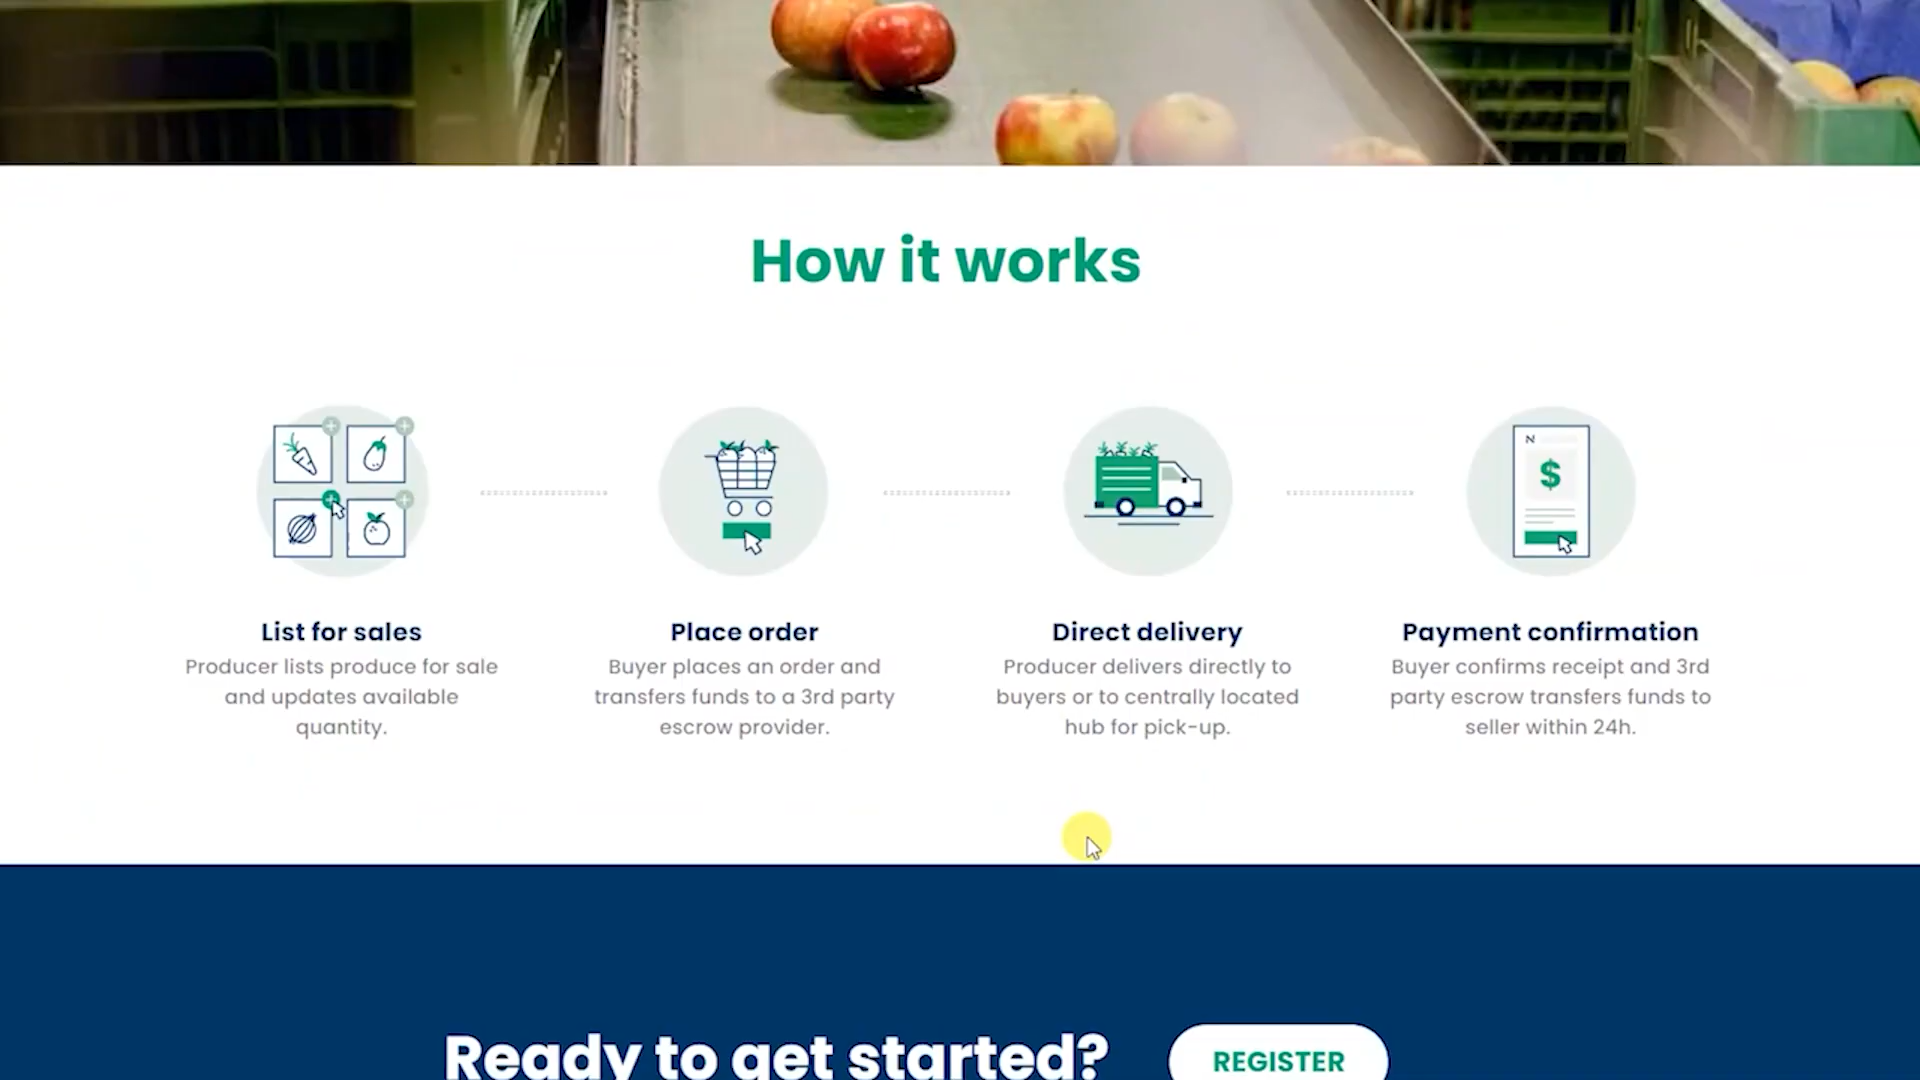 How it works
N
$
List for sales
Producer lists produce for sale
and updates available
quantity.
Place order
Buyer places an order and
transfers funds to a 3rd party
escrow provider.
Direct delivery
Producer delivers directly to
buyers or to centrally located
hub for pick-up.
Payment confirmation
Buyer confirms receipt and 3rd
party escrow transfers funds to
seller within 24h.
Ready to get started?
REGISTER